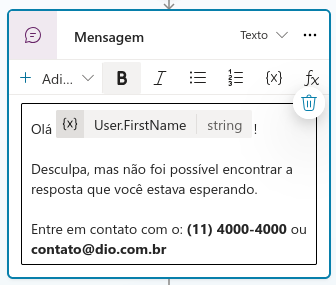 Mensagem
Texto
Adi...
B
I
{x}
fx
Olá {x} User.FirstName string !
Desculpa, mas não foi possível encontrar a
resposta que você estava esperando.
Entre em contato com o: (11) 4000-4000 ou
contato@dio.com.br